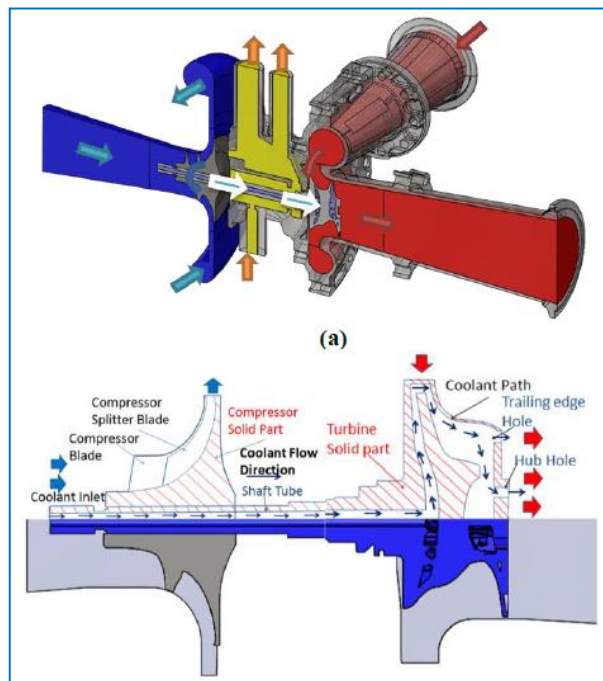 (a)
Compressor
Splitter Blade
Compressor
Blade
Coolant Inlet
Compressor
Solid Part
Coolant Flow
Direction
Shaft Tube
Turbine
Solid part
Coolant Path
Trailing edge
Hole
Hub Hole